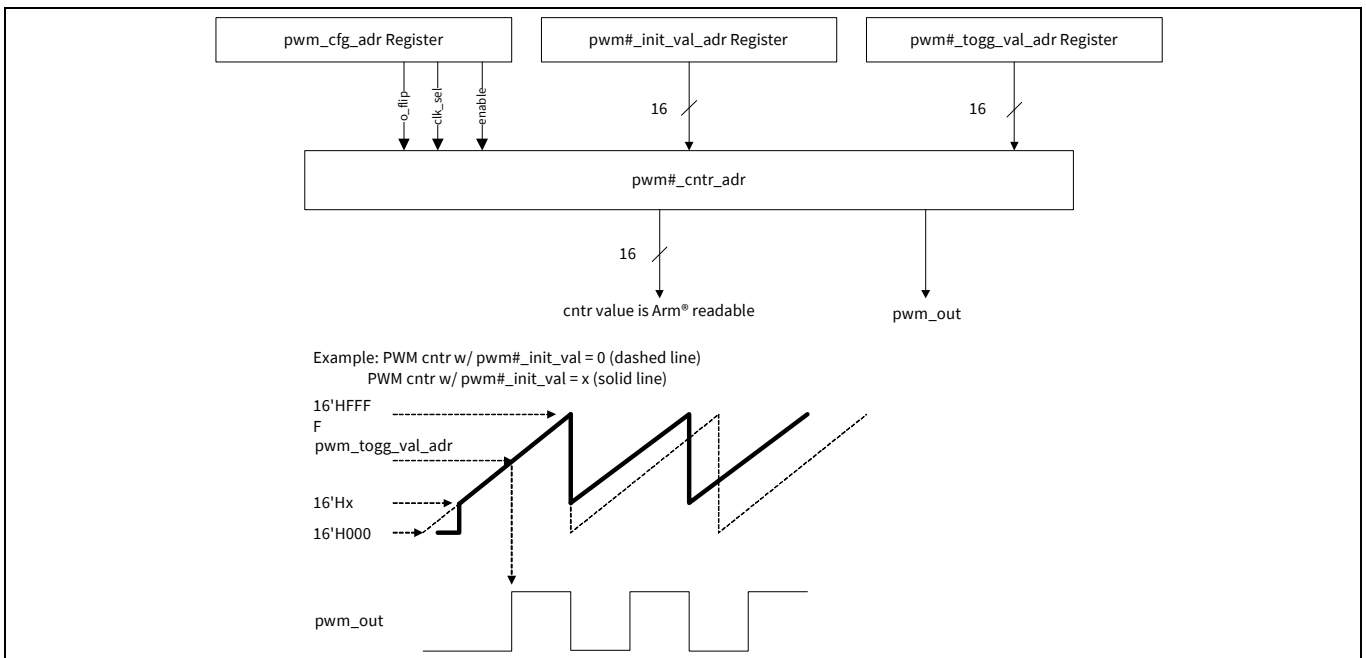 pwm_cfg_adr Register
pwm#_init_val_adr Register
pwm#_togg_val_adr Register
o_flip
clk_sel
enable
16
16
pwm#_cntr_adr
16
cntr value is Arm® readable
pwm_out
Example: PWM cntr w/ pwm#_init_val = 0 (dashed line)
PWM cntr w/ pwm#_init_val = x (solid line)
16'HFFF
F
pwm_togg_val_adr
16'Hx
16'H000
pwm_out